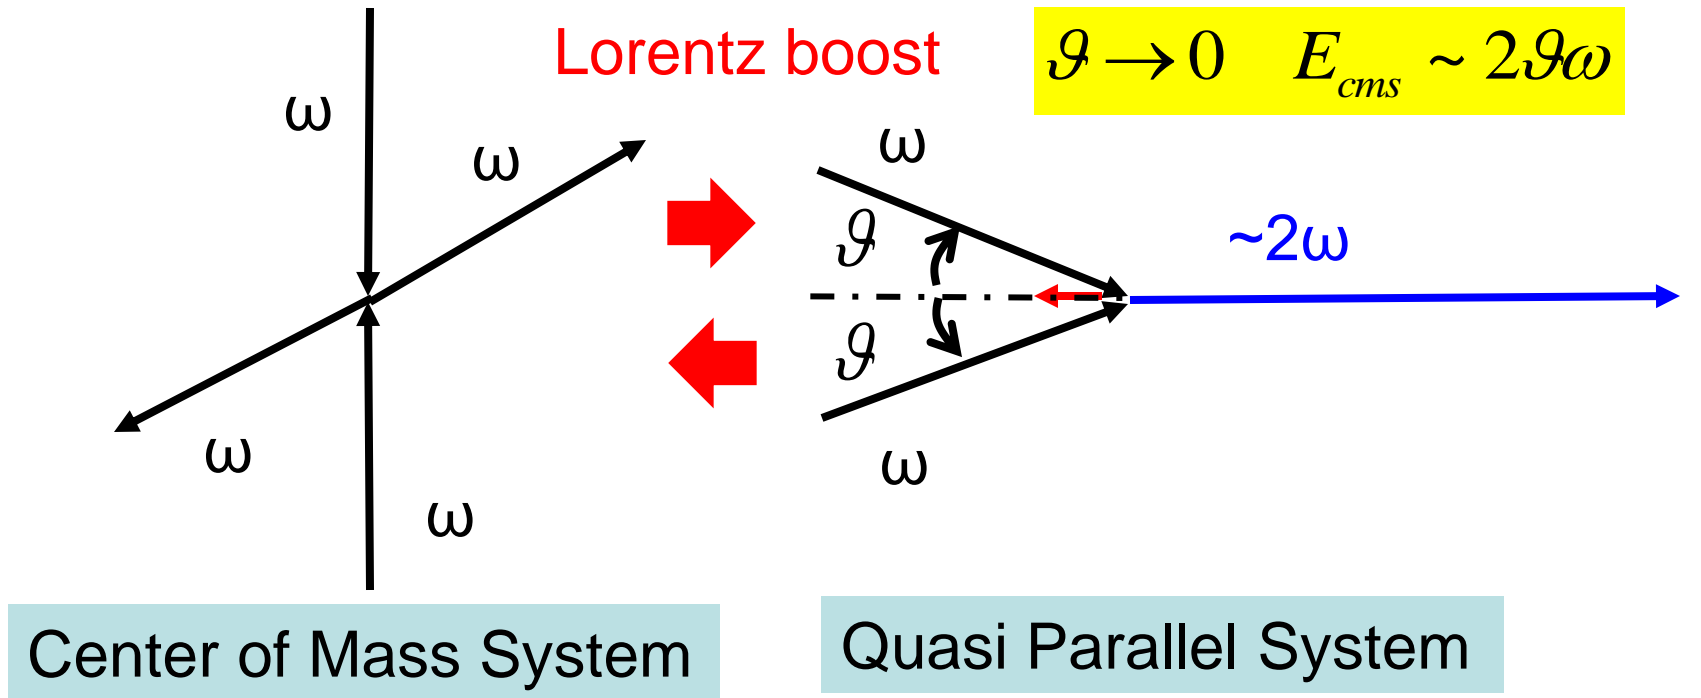 Lorentz boost
ϑ → 0 E_cms ~ 2ϑω
ω
ω
ω
ω
Center of Mass System
ω
ϑ
~2ω
ϑ
ω
Quasi Parallel System